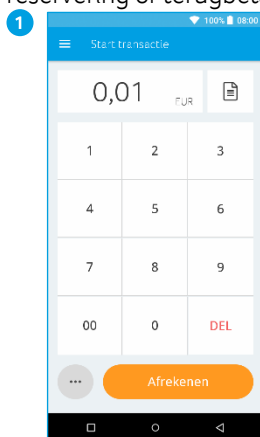 reservering of terugbeta
1
100% 08:00
Start transactie
0,01 EUR
1 2 3
4 5 6
7 8 9
00 0 DEL
... Afrekenen